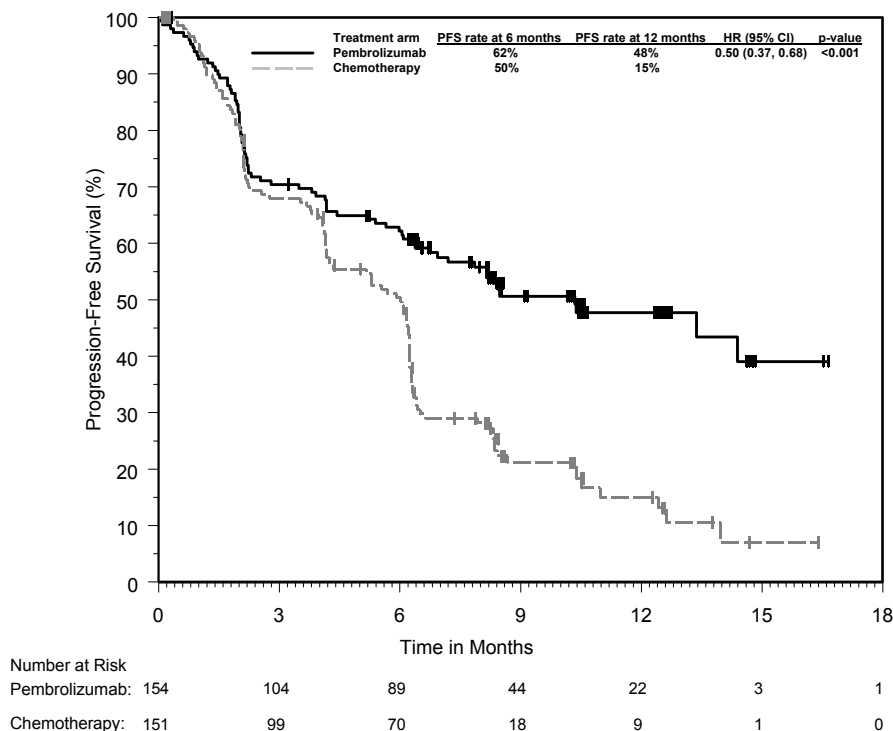 Treatment arm PFS rate at 6 months PFS rate at 12 months HR (95% CI) p-value
Pembrolizumab 62% 48% 0.50 (0.37, 0.68) <0.001
Chemotherapy 50% 15%
100
90
80
70
60
50
40
30
20
10
0
Progression-Free Survival (%)
0 3 6 9 12 15 18
Time in Months
Number at Risk
Pembrolizumab: 154 104 89 44 22 3 1
Chemotherapy: 151 99 70 18 9 1 0